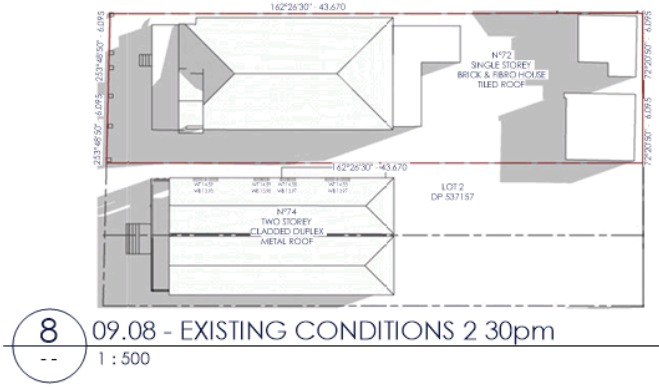 162°26'30" - 43.670
253°48'50" - 6.095
253°48'50" - 6.095
72°20'50" - 6.095
72°20'50" - 6.095
N°72
SINGLE STOREY
BRICK & FIBRO HOUSE
TILED ROOF
162°26'30" - 43.670
LOT 2
DP 537157
N°74
TWO STOREY
CLADDED DUPLEX
METAL ROOF
8
--
09.08 - EXISTING CONDITIONS 2 30pm
1 : 500